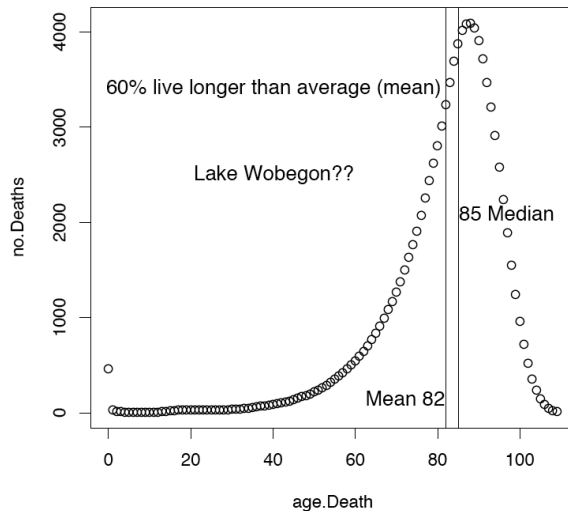 4000
3000
2000
1000
0
no.Deaths
60% live longer than average (mean)
Lake Wobegon??
85 Median
Mean 82
0 20 40 60 80 100
age.Death